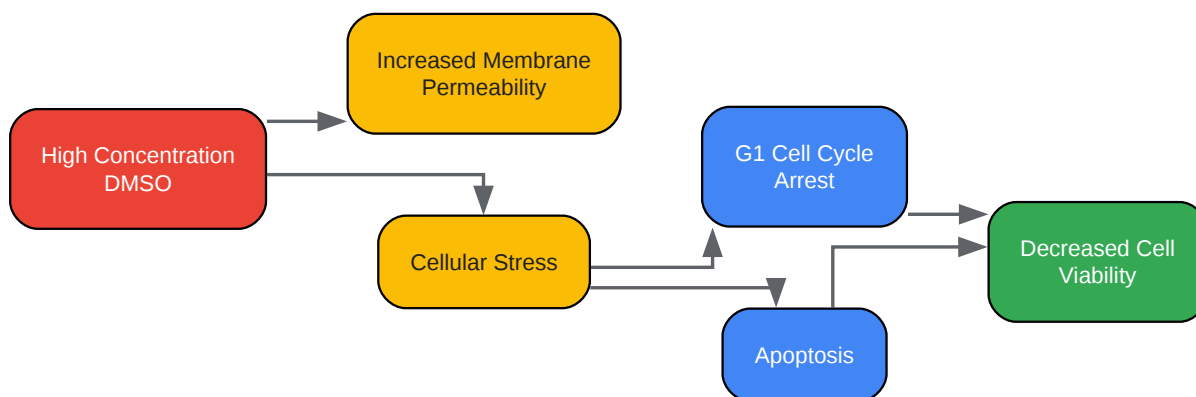 Increased Membrane
Permeability
High Concentration
DMSO
G1 Cell Cycle
Arrest
Cellular Stress
Decreased Cell
Viability
Apoptosis